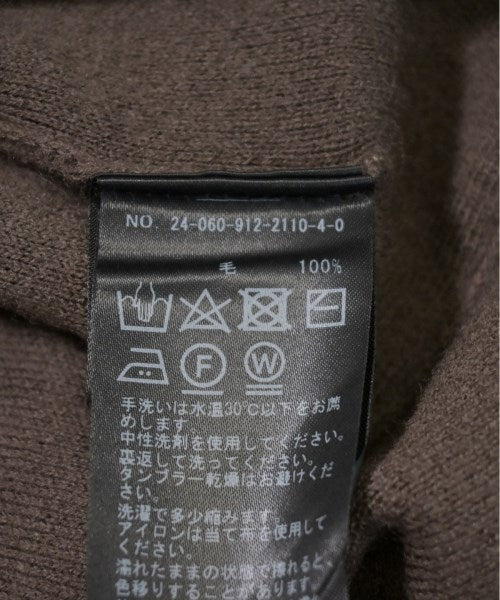 NO. 24-060-912-2110-4-0
毛 100%
F W
手洗いは水温30℃以下をお薦
めします。
中性洗剤を使用してください。
裏返して洗ってください。
タンブラー乾燥はお避けくだ
さい。
洗濯で多少縮みます。
アイロンは当て布を使用して
ください。
濡れたままの状態で擦れると、
色移りすることがあります。